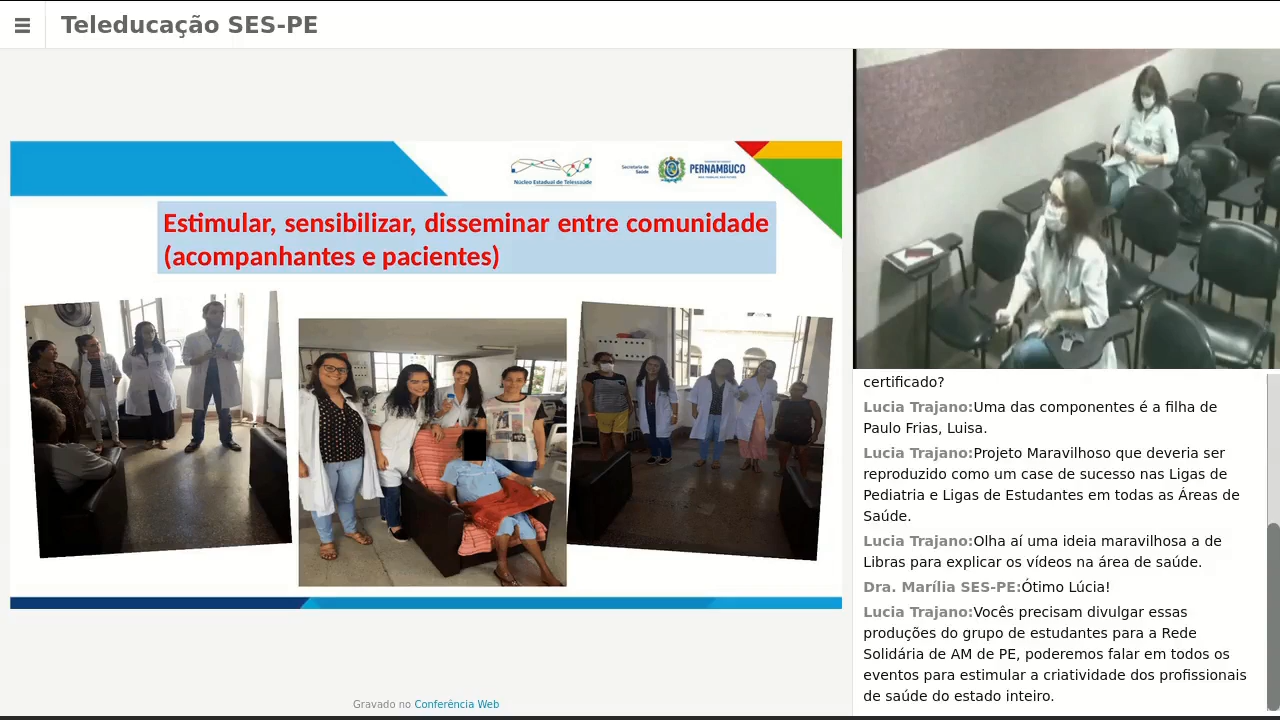 Teleducação SES-PE
Núcleo Estadual de Telessaúde
Secretaria de
Saúde
PERNAMBUCO
Estimular, sensibilizar, disseminar entre comunidade
(acompanhantes e pacientes)
Gravado no Conferência Web
certificado?
Lucia Trajano:Uma das componentes é a filha de
Paulo Frias, Luisa.
Lucia Trajano:Projeto Maravilhoso que deveria ser
reproduzido como um case de sucesso nas Ligas de
Pediatria e Ligas de Estudantes em todas as Áreas de
Saúde.
Lucia Trajano:Olha aí uma ideia maravilhosa a de
Libras para explicar os vídeos na área de saúde.
Dra. Marília SES-PE:Ótimo Lúcia!
Lucia Trajano:Vocês precisam divulgar essas
produções do grupo de estudantes para a Rede
Solidária de AM de PE, poderemos falar em todos os
eventos para estimular a criatividade dos profissionais
de saúde do estado inteiro.